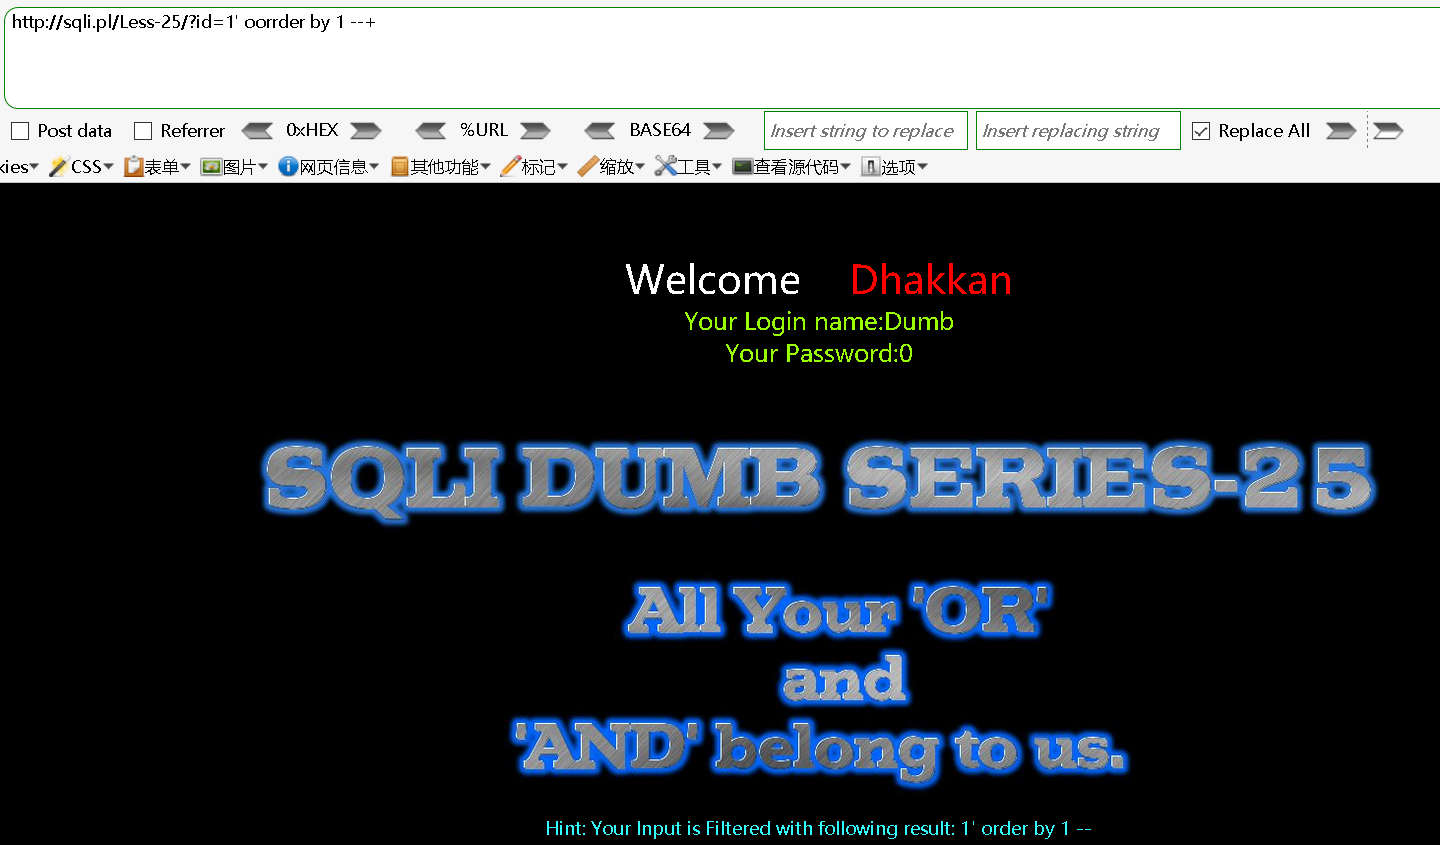 http://sqli.pl/Less-25/?id=1' oorrder by 1 --+
Post data Referrer 0xHEX %URL BASE64 Insert string to replace Insert replacing string Replace All
kies CSS 表单 图片 网页信息 其他功能 标记 缩放 工具 查看源代码 选项
Welcome Dhakkan
Your Login name:Dumb
Your Password:0
SQLI DUMB SERIES-25
All Your 'OR'
and
'AND' belong to us.
Hint: Your Input is Filtered with following result: 1' order by 1 --